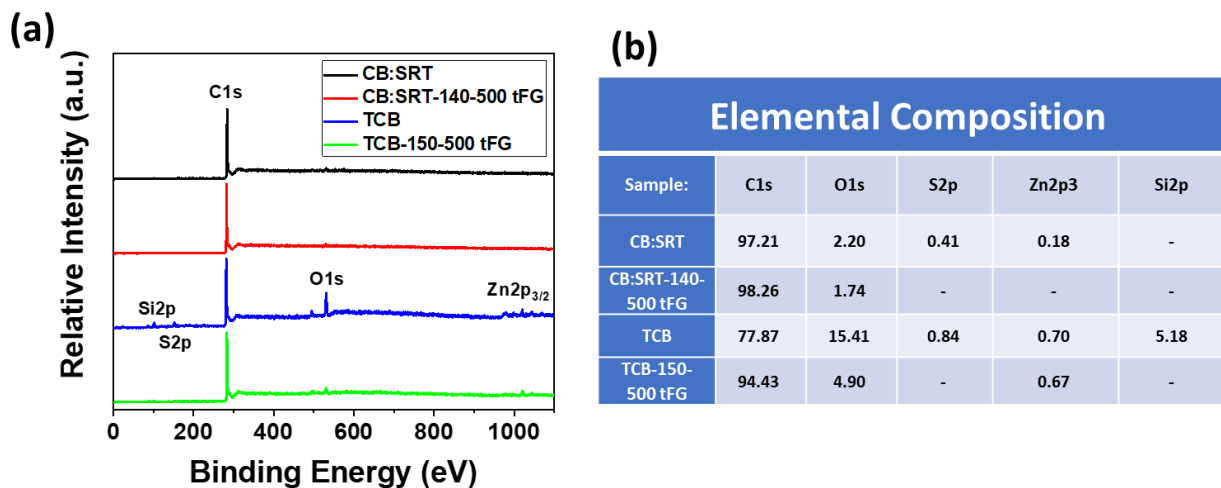 (a)
Relative Intensity (a.u.)
C1s
CB:SRT
CB:SRT-140-500 tFG
TCB
TCB-150-500 tFG
Si2p
S2p
O1s
Zn2p3/2
0 200 400 600 800 1000
Binding Energy (eV)
(b)
Elemental Composition
Sample: C1s O1s S2p Zn2p3 Si2p
CB:SRT 97.21 2.20 0.41 0.18 -
CB:SRT-140-
500 tFG 98.26 1.74 - - -
TCB 77.87 15.41 0.84 0.70 5.18
TCB-150-
500 tFG 94.43 4.90 - 0.67 -